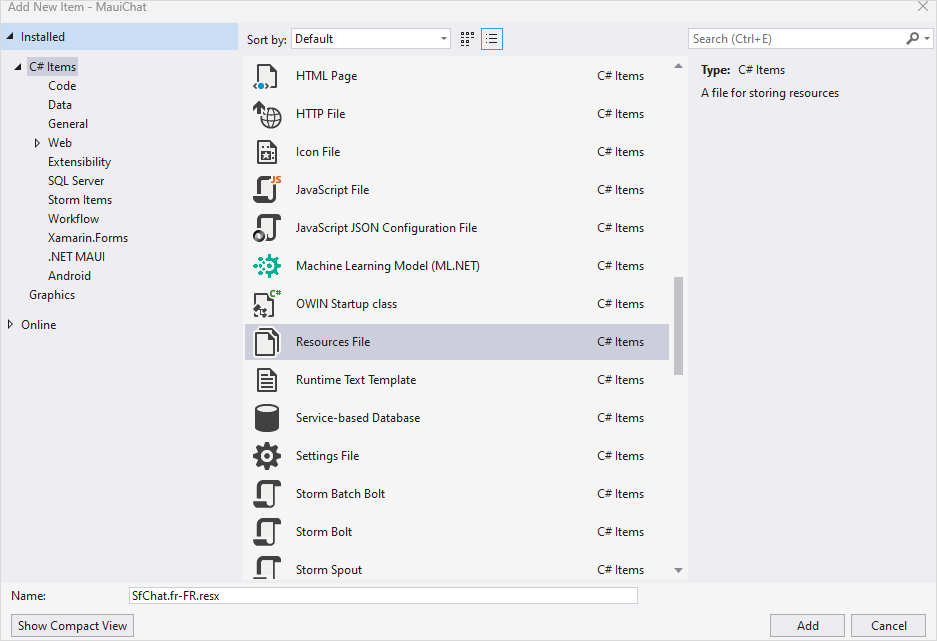 Add New Item - MauiChat
Installed
Sort by: Default
Search (Ctrl+E)
C# Items
Code
Data
General
Web
Extensibility
SQL Server
Storm Items
Workflow
Xamarin.Forms
.NET MAUI
Android
Graphics
Online
HTML Page C# Items
HTTP File C# Items
Icon File C# Items
JS
JavaScript File C# Items
JavaScript JSON Configuration File C# Items
Machine Learning Model (ML.NET) C# Items
C#
OWIN Startup class C# Items
Resources File C# Items
Runtime Text Template C# Items
Service-based Database C# Items
Settings File C# Items
Storm Batch Bolt C# Items
Storm Bolt C# Items
Storm Spout C# Items
Type: C# Items
A file for storing resources
Name: SfChat.fr-FR.resx
Show Compact View
Add
Cancel